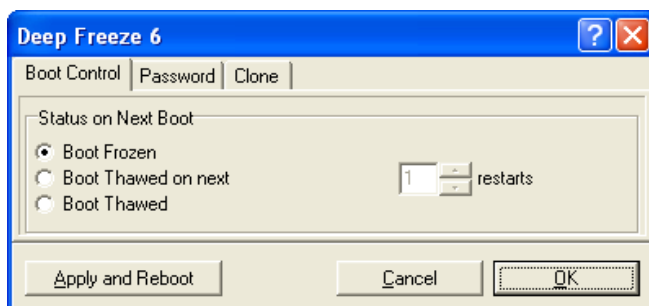 Deep Freeze 6
Boot Control Password Clone
Status on Next Boot
Boot Frozen
Boot Thawed on next 1 restarts
Boot Thawed
Apply and Reboot Cancel OK